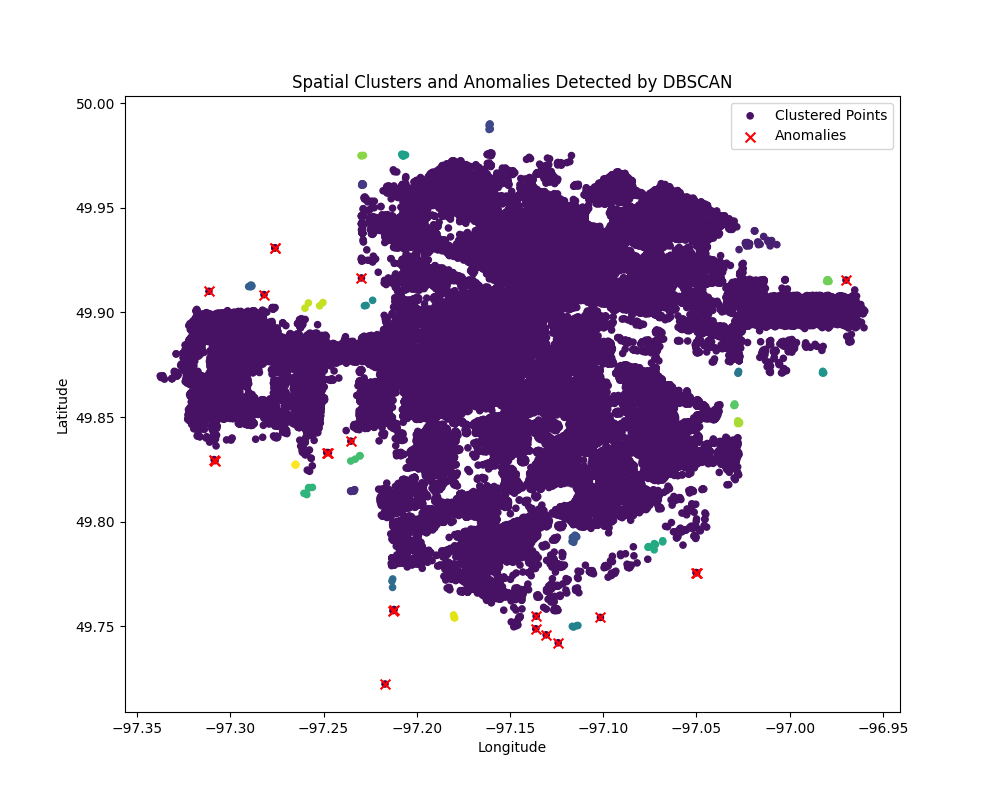 Spatial Clusters and Anomalies Detected by DBSCAN
Clustered Points
Anomalies
50.00
49.95
49.90
49.85
49.80
49.75
Latitude
−97.35 −97.30 −97.25 −97.20 −97.15 −97.10 −97.05 −97.00 −96.95
Longitude